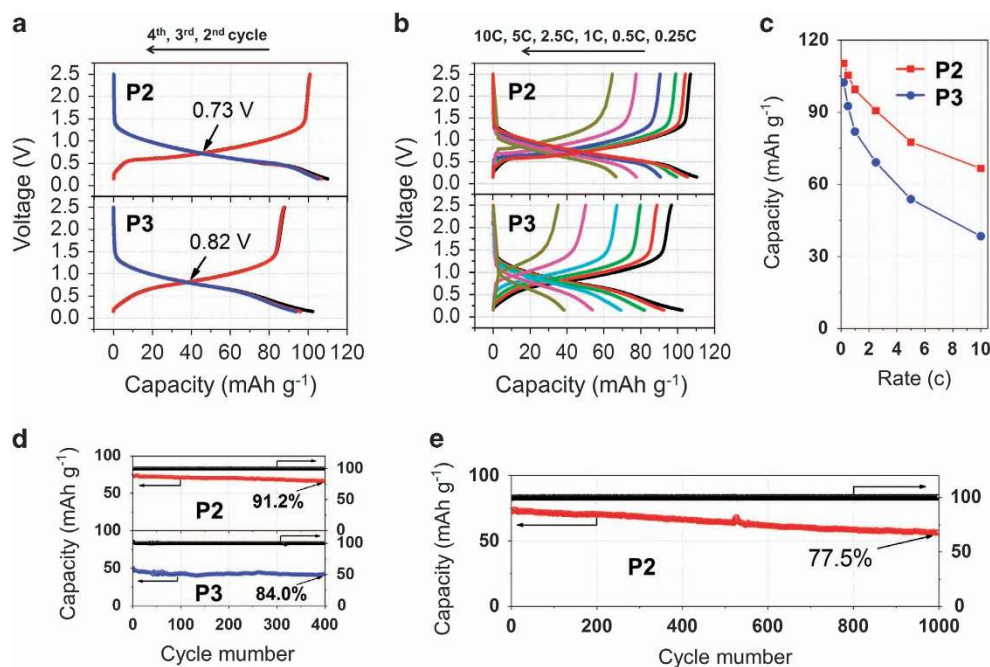 a
4th, 3rd, 2nd cycle
P2
0.73 V
2.5
2.0
1.5
1.0
0.5
0.0
P3
0.82 V
2.5
2.0
1.5
1.0
0.5
0.0
Voltage (V)
0 20 40 60 80 100 120
Capacity (mAh g-1)
b
10C, 5C, 2.5C, 1C, 0.5C, 0.25C
P2
2.5
2.0
1.5
1.0
0.5
0.0
P3
2.5
2.0
1.5
1.0
0.5
0.0
Voltage (V)
0 20 40 60 80 100 120
Capacity (mAh g-1)
c
P2
P3
120
90
60
30
0
Capacity (mAh g-1)
0 2 4 6 8 10
Rate (c)
d
100
50
100
50
0
Capacity (mAh g-1)
91.2%
P2
84.0%
P3
100
50
0
100
50
0
0 100 200 300 400
Cycle mumber
e
100
50
0
Capacity (mAh g-1)
77.5%
P2
100
50
0
0 200 400 600 800 1000
Cycle mumber